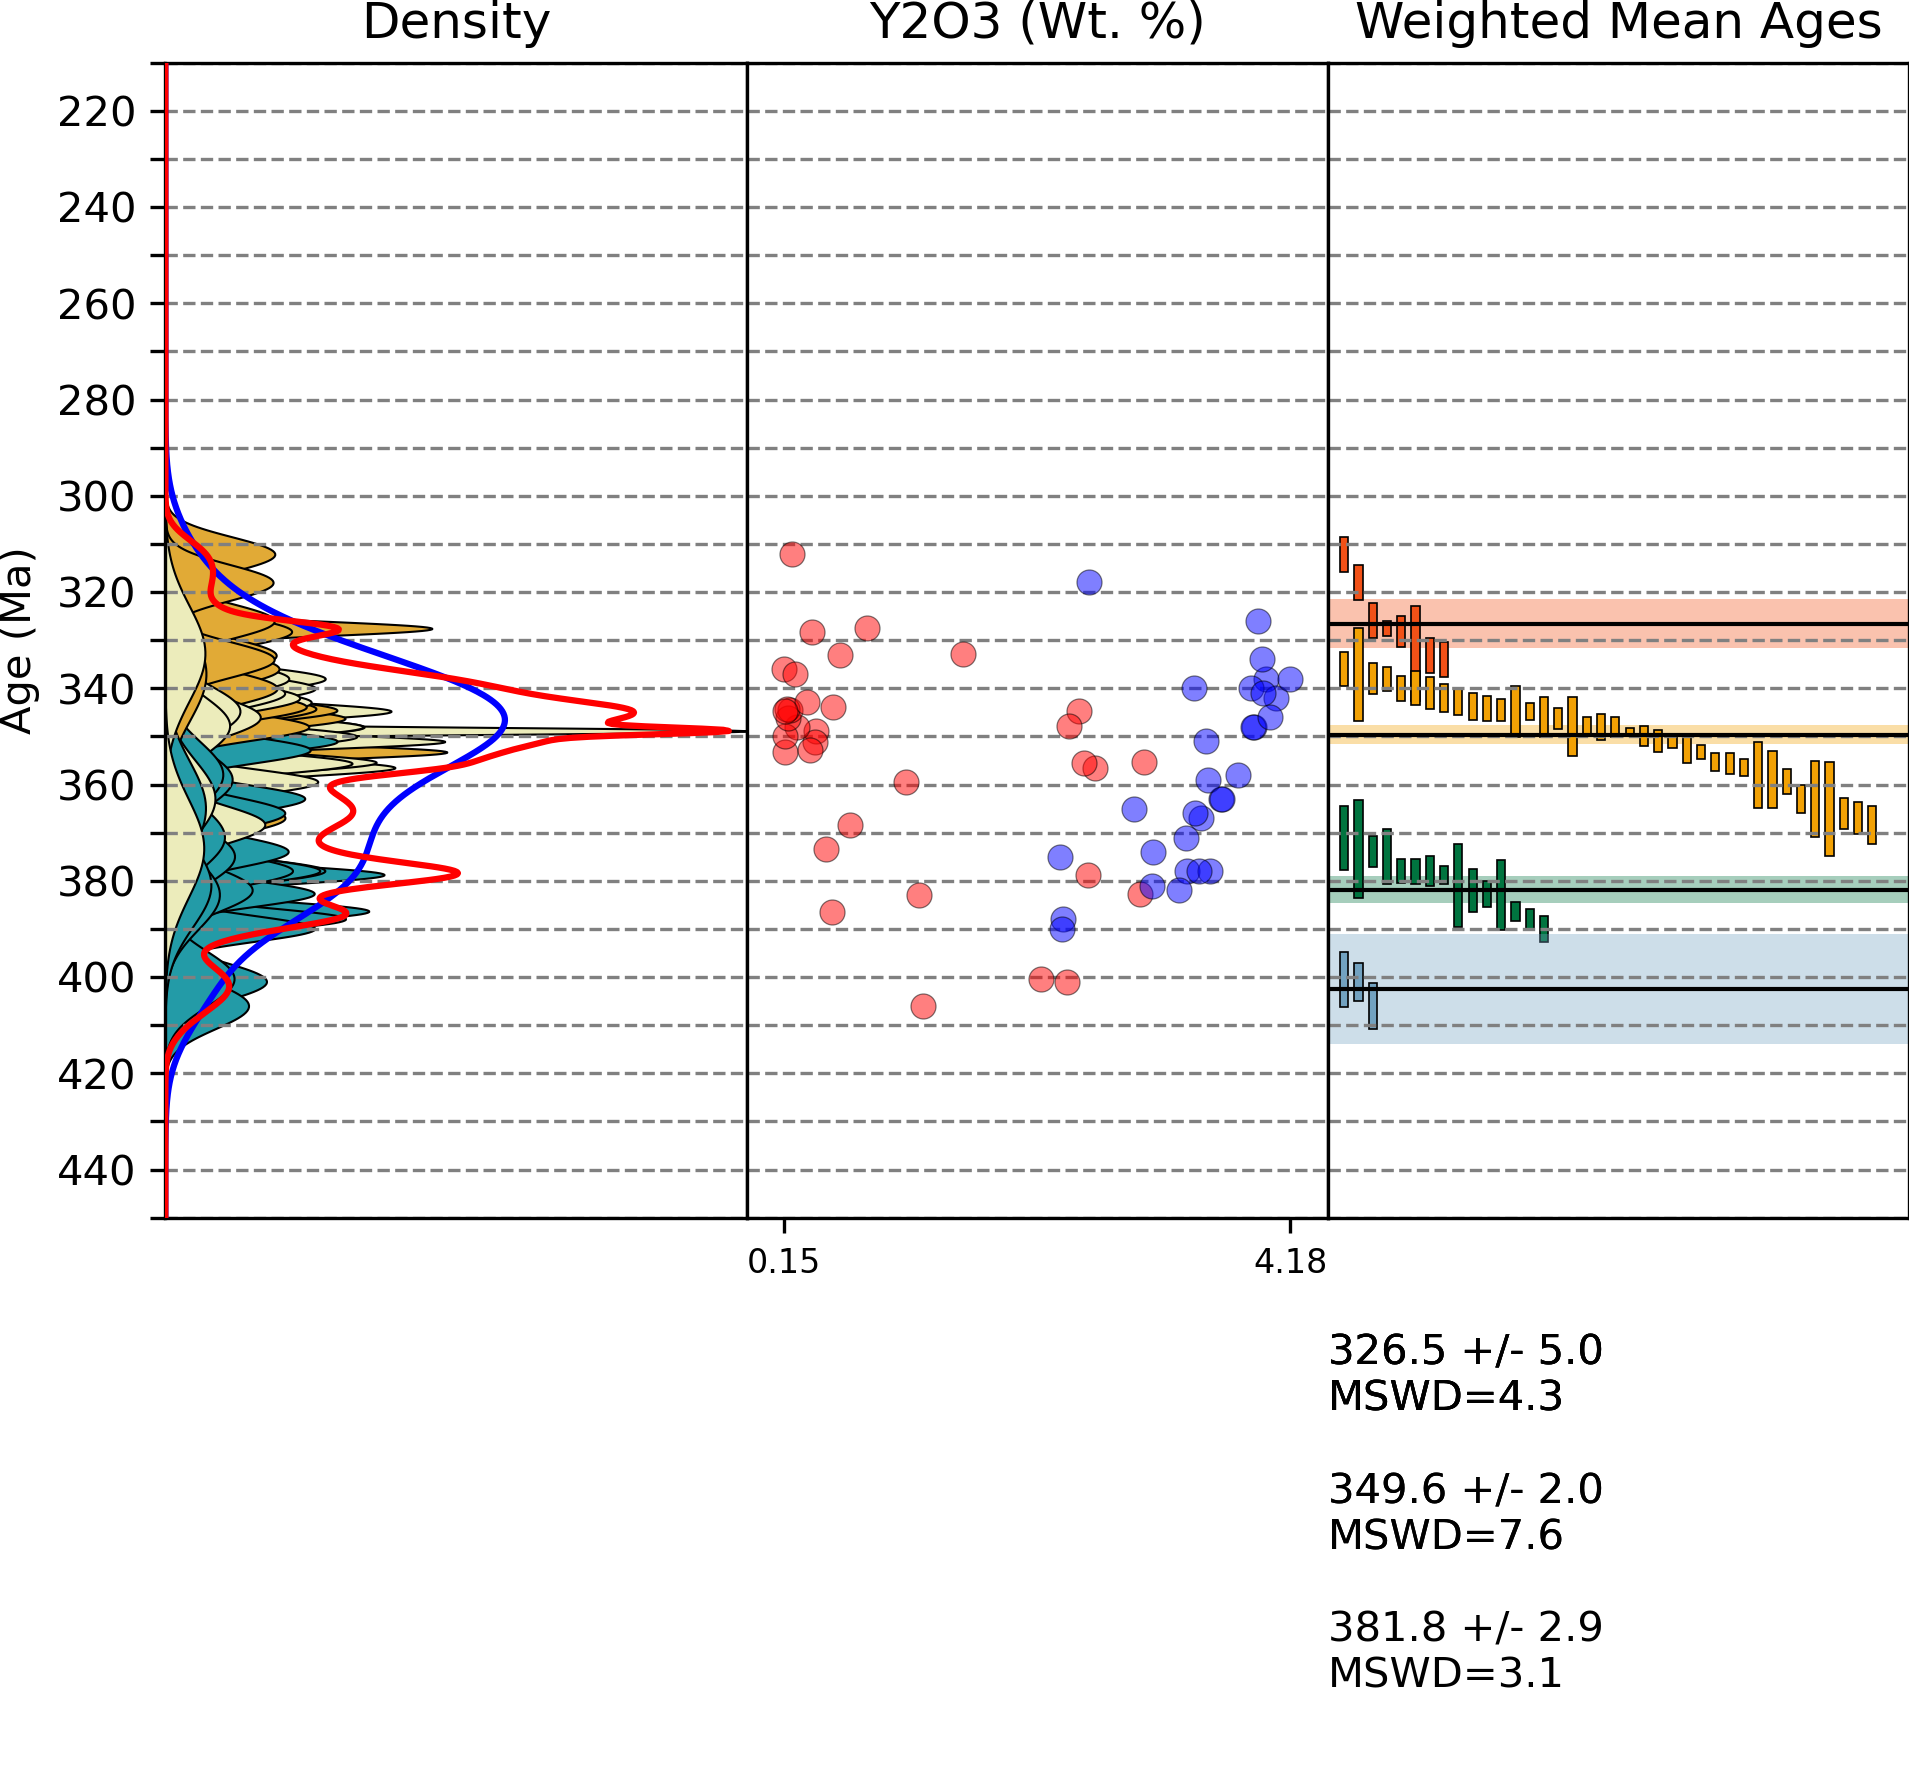 Density Y2O3 (Wt. %) Weighted Mean Ages
Age (Ma)
220
240
260
280
300
320
340
360
380
400
420
440
0.15 4.18
326.5 +/- 5.0
MSWD=4.3
349.6 +/- 2.0
MSWD=7.6
381.8 +/- 2.9
MSWD=3.1